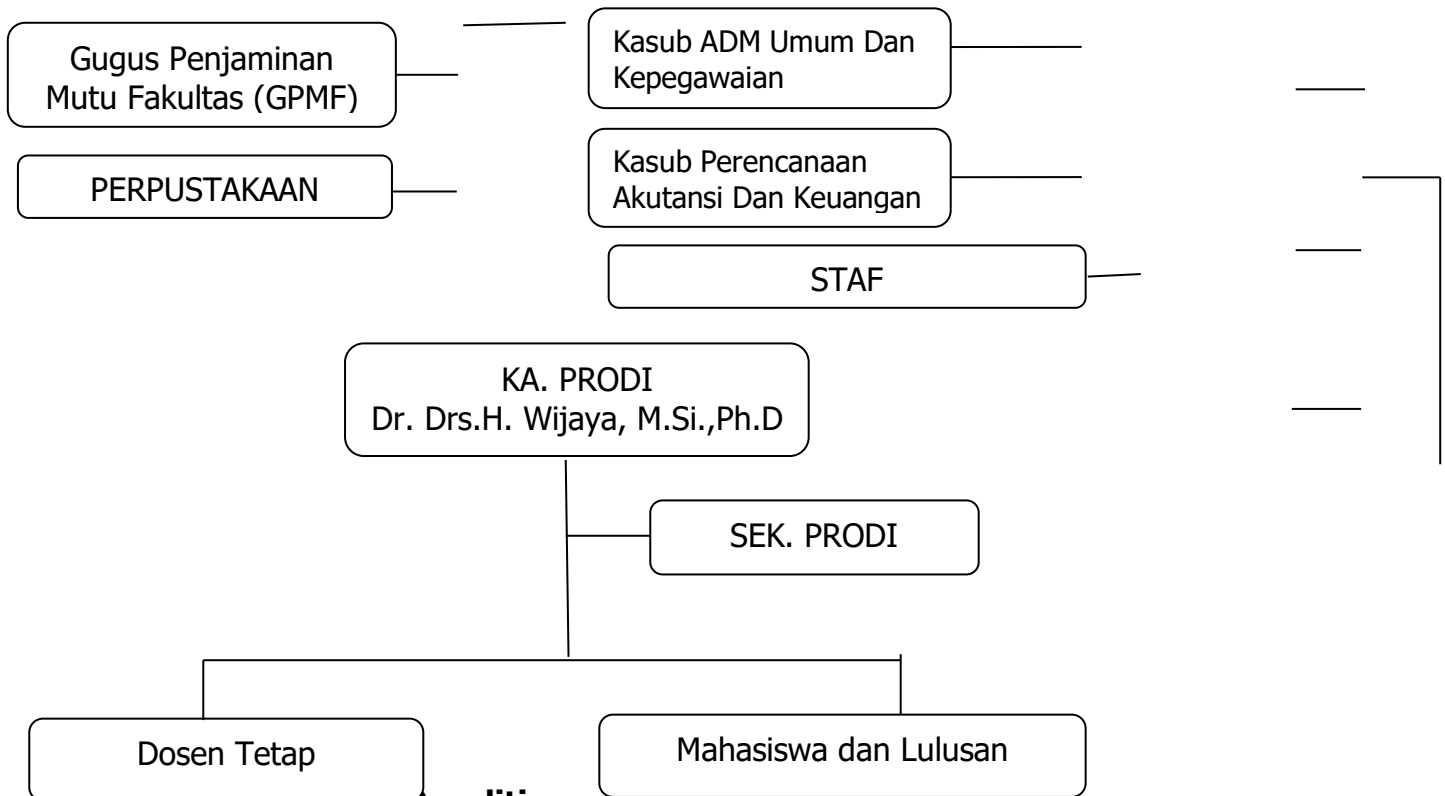 Gugus Penjaminan
Mutu Fakultas (GPMF)
Kasub ADM Umum Dan
Kepegawaian
PERPUSTAKAAN
Kasub Perencanaan
Akutansi Dan Keuangan
STAF
KA. PRODI
Dr. Drs.H. Wijaya, M.Si.,Ph.D
SEK. PRODI
Dosen Tetap
Mahasiswa dan Lulusan